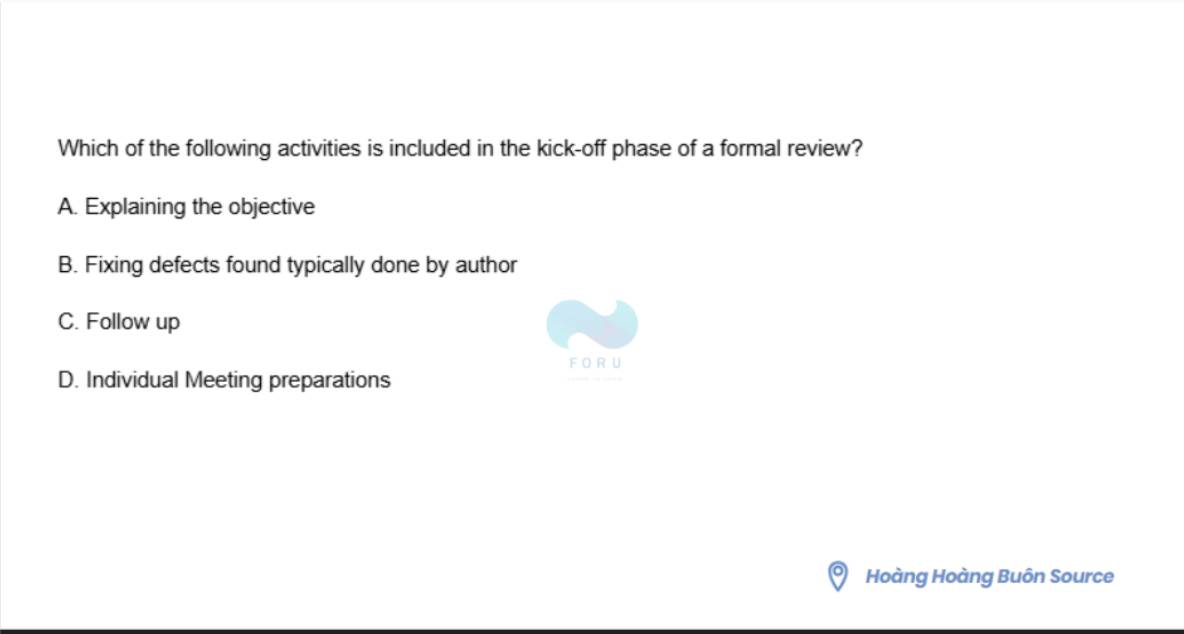 Which of the following activities is included in the kick-off phase of a formal review?
A. Explaining the objective
B. Fixing defects found typically done by author
C. Follow up
FORU
D. Individual Meeting preparations
Hoàng Hoàng Buôn Source